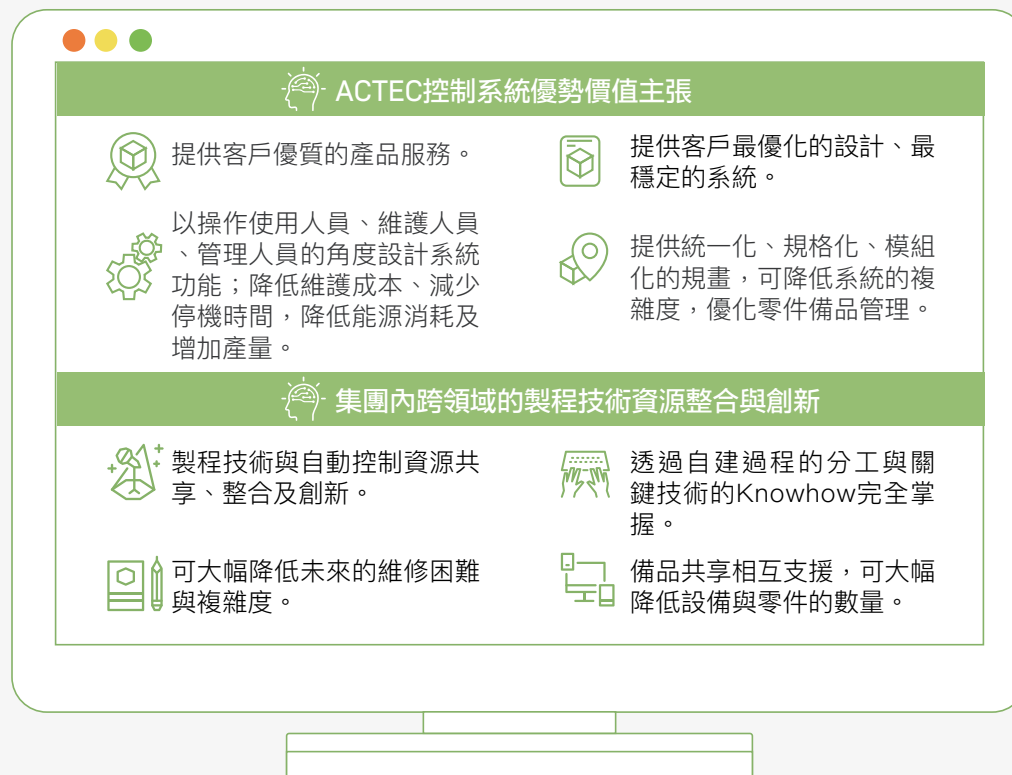 ACTEC控制系統優勢價值主張
提供客戶優質的產品服務。
提供客戶最優化的設計、最
穩定的系統。
以操作使用人員、維護人員
、管理人員的角度設計系統
功能；降低維護成本、減少
停機時間，降低能源消耗及
增加產量。
提供統一化、規格化、模組
化的規畫，可降低系統的複
雜度，優化零件備品管理。
集團內跨領域的製程技術資源整合與創新
製程技術與自動控制資源共
享、整合及創新。
透過自建過程的分工與關
鍵技術的Knowhow完全掌
握。
可大幅降低未來的維修困難
與複雜度。
備品共享相互支援，可大幅
降低設備與零件的數量。